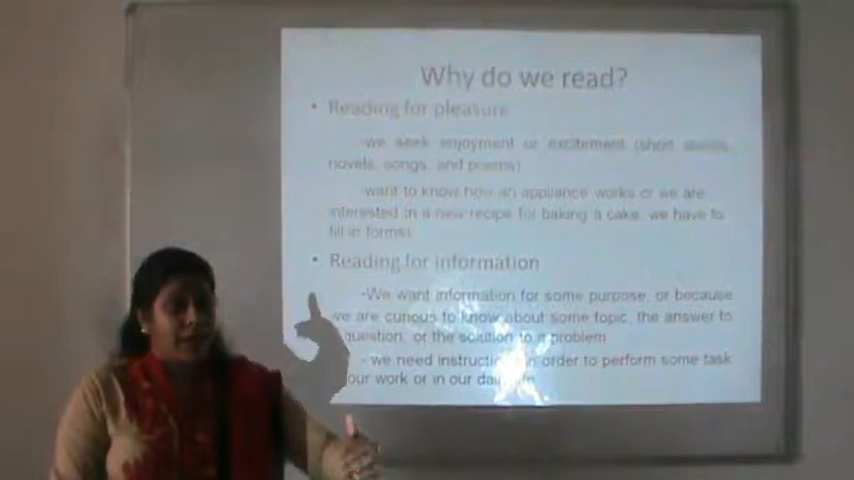 Why do we read?
• Reading for pleasure
-we seek enjoyment or excitement (short stories,
novels, songs, and poems)
-want to know how an appliance works or we are
interested in a new recipe for baking a cake, we have to
fill in forms).
• Reading for information
-We want information for some purpose, or because
we are curious to know about some topic, the answer to
question, or the solution to a problem
- we need in order to perform some task
our work or in our